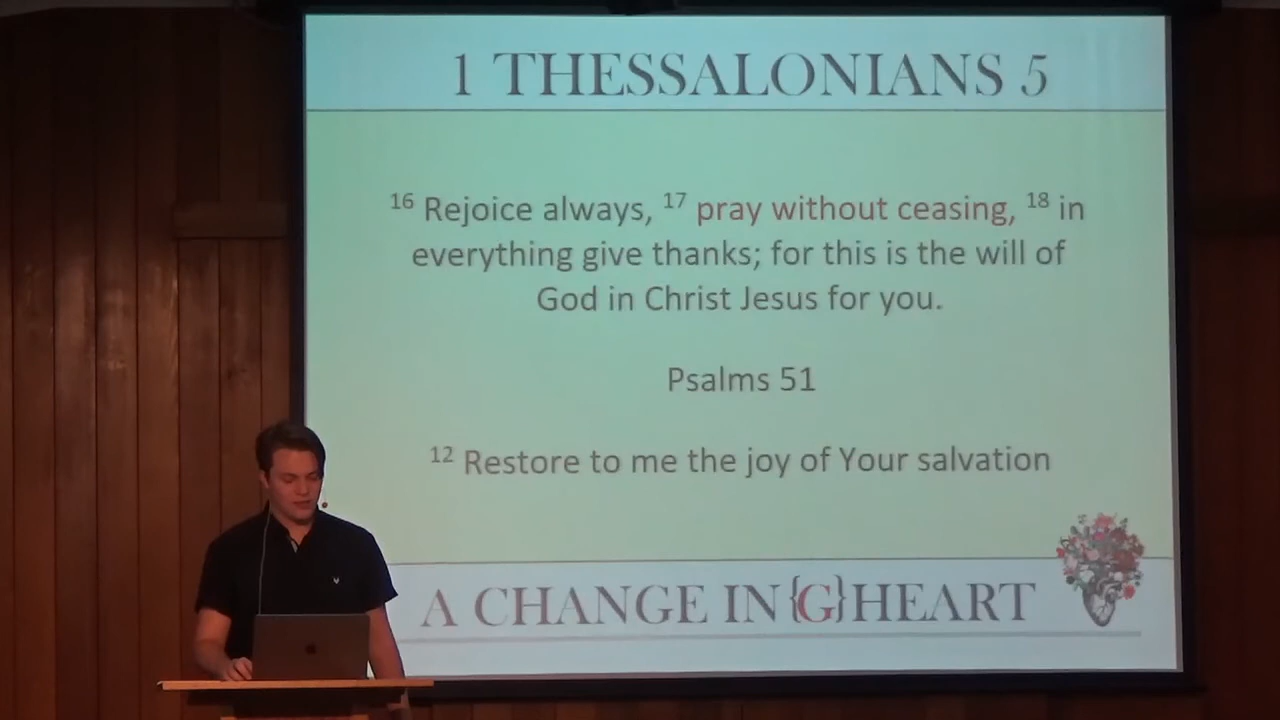 1 THESSALONIANS 5
16 Rejoice always, 17 pray without ceasing, 18 in
everything give thanks; for this is the will of
God in Christ Jesus for you.
Psalms 51
12 Restore to me the joy of Your salvation
A CHANGE IN {G} HEART